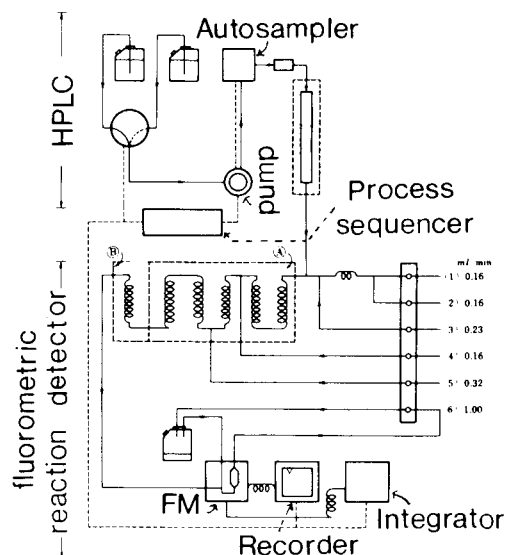 Autosampler
HPLC
pump
Process
sequencer
B
A
ml/min
(1) 0.16
2) 0.16
3) 0.23
4) 0.16
5) 0.32
6) 1.00
fluorometric
reaction detector
FM
Recorder
Integrator